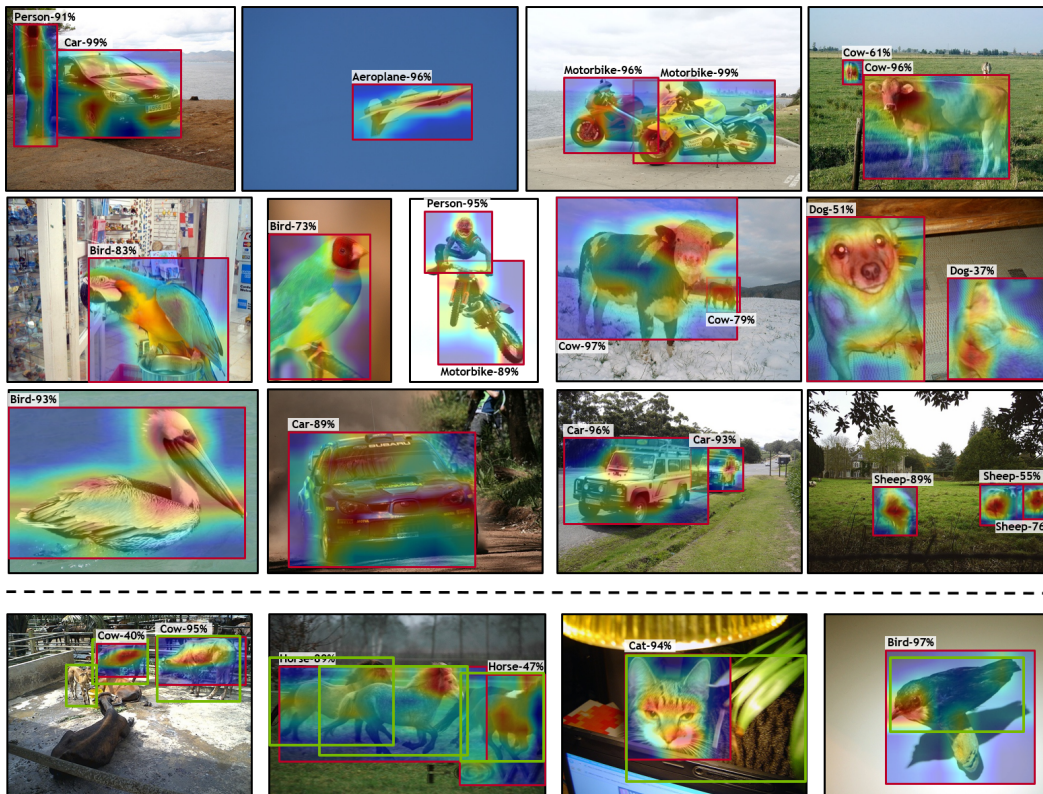 Person-91%
Car-99%
Aeroplane-96%
Motorbike-96%
Motorbike-99%
Cow-61%
Cow-96%
Bird-83%
Bird-73%
Person-95%
Motorbike-89%
Cow-79%
Cow-97%
Dog-51%
Dog-37%
Bird-93%
Car-89%
SUBARU
Car-96%
Car-93%
Sheep-89%
Sheep-55%
Sheep-76
Cow-40%
Cow-95%
Horse-89%
Horse-47%
Cat-94%
Bird-97%